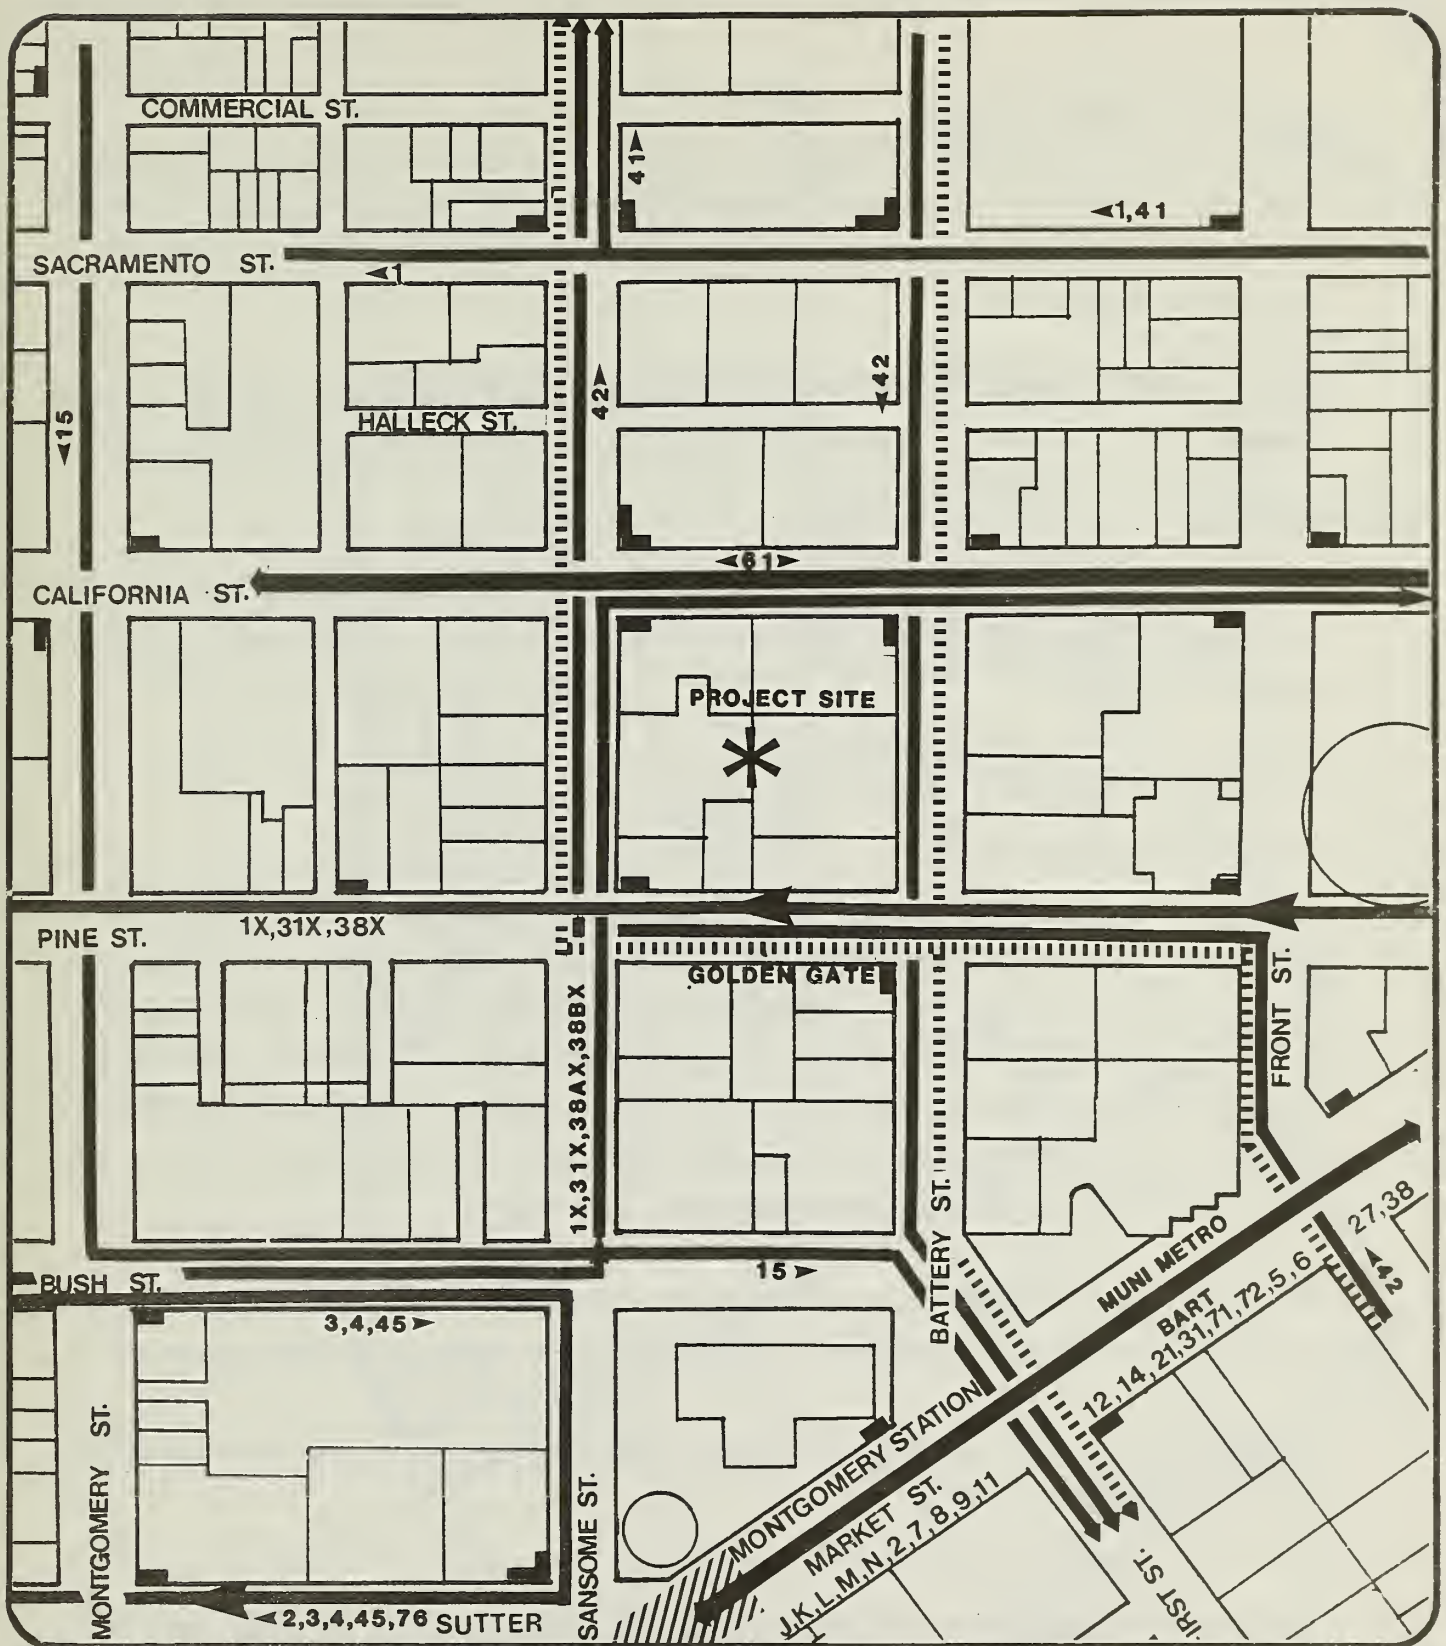 COMMERCIAL ST.
41
1,41
SACRAMENTO ST.
1
42
42
15
HALLECK ST.
61
CALIFORNIA ST.
PROJECT SITE
1X,31X,38X
PINE ST.
GOLDEN GATE
FRONT ST.
1X,31X,38AX,38BX
BATTERY ST.
27,38
42
MUNI METRO
BART
12,14,21,31,71,72,5,6
15
BUSH ST.
3,4,45
MONTGOMERY ST.
SANSOME ST.
MONTGOMERY STATION
MARKET ST.
J,K,L,M,N,2,7,8,9,11
FIRST ST.
2,3,4,45,76 SUTTER